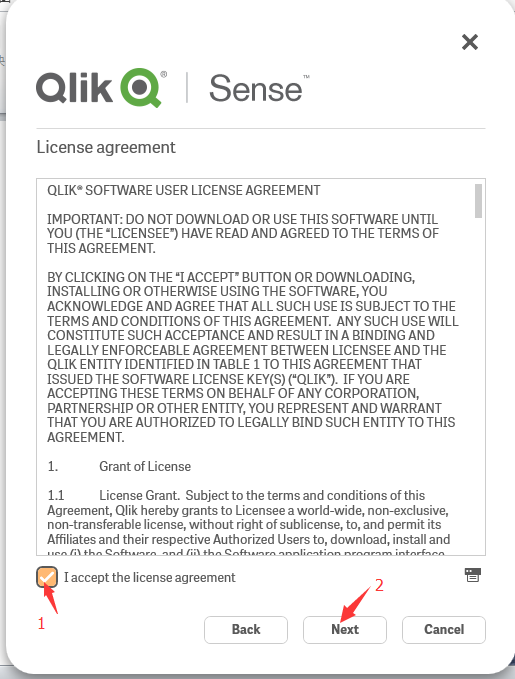 Qlik® Sense™
License agreement
QLIK® SOFTWARE USER LICENSE AGREEMENT
IMPORTANT: DO NOT DOWNLOAD OR USE THIS SOFTWARE UNTIL
YOU (THE “LICENSEE”) HAVE READ AND AGREED TO THE TERMS OF
THIS AGREEMENT.
BY CLICKING ON THE “I ACCEPT” BUTTON OR DOWNLOADING,
INSTALLING OR OTHERWISE USING THE SOFTWARE, YOU
ACKNOWLEDGE AND AGREE THAT ALL SUCH USE IS SUBJECT TO THE
TERMS AND CONDITIONS OF THIS AGREEMENT. ANY SUCH USE WILL
CONSTITUTE SUCH ACCEPTANCE AND RESULT IN A BINDING AND
LEGALLY ENFORCEABLE AGREEMENT BETWEEN LICENSEE AND THE
QLIK ENTITY IDENTIFIED IN TABLE 1 TO THIS AGREEMENT THAT
ISSUED THE SOFTWARE LICENSE KEY(S) (“QLIK”). IF YOU ARE
ACCEPTING THESE TERMS ON BEHALF OF ANY CORPORATION,
PARTNERSHIP OR OTHER ENTITY, YOU REPRESENT AND WARRANT
THAT YOU ARE AUTHORIZED TO LEGALLY BIND SUCH ENTITY TO THIS
AGREEMENT.
1. Grant of License
1.1 License Grant. Subject to the terms and conditions of this
Agreement, Qlik hereby grants to Licensee a world-wide, non-exclusive,
non-transferable license, without right of sublicense, to, and permit its
Affiliates and their respective Authorized Users to, download, install and
use (i) the Software, and (ii) the Software application program interface
I accept the license agreement
1
2
Back Next Cancel